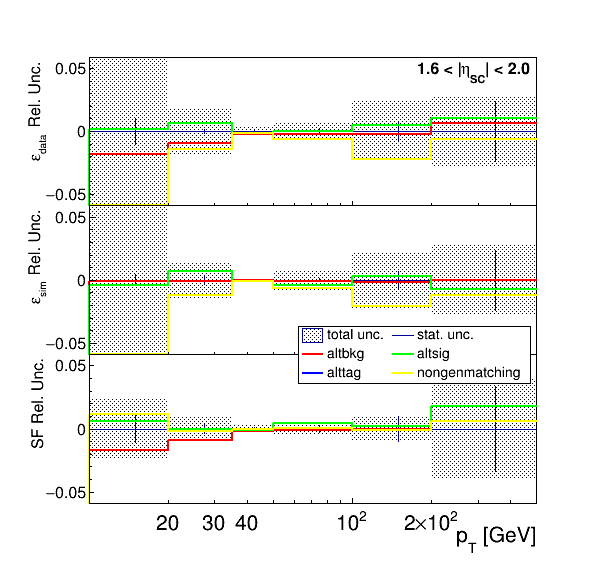 1.6 < |η_SC| < 2.0
ε_data Rel. Unc.
0.05
0
−0.05
ε_sim Rel. Unc.
0.05
0
−0.05
total unc. stat. unc.
altbkg altsig
alttag nongenmatching
SF Rel. Unc.
0.05
0
−0.05
20 30 40 10² 2×10²
p_T [GeV]